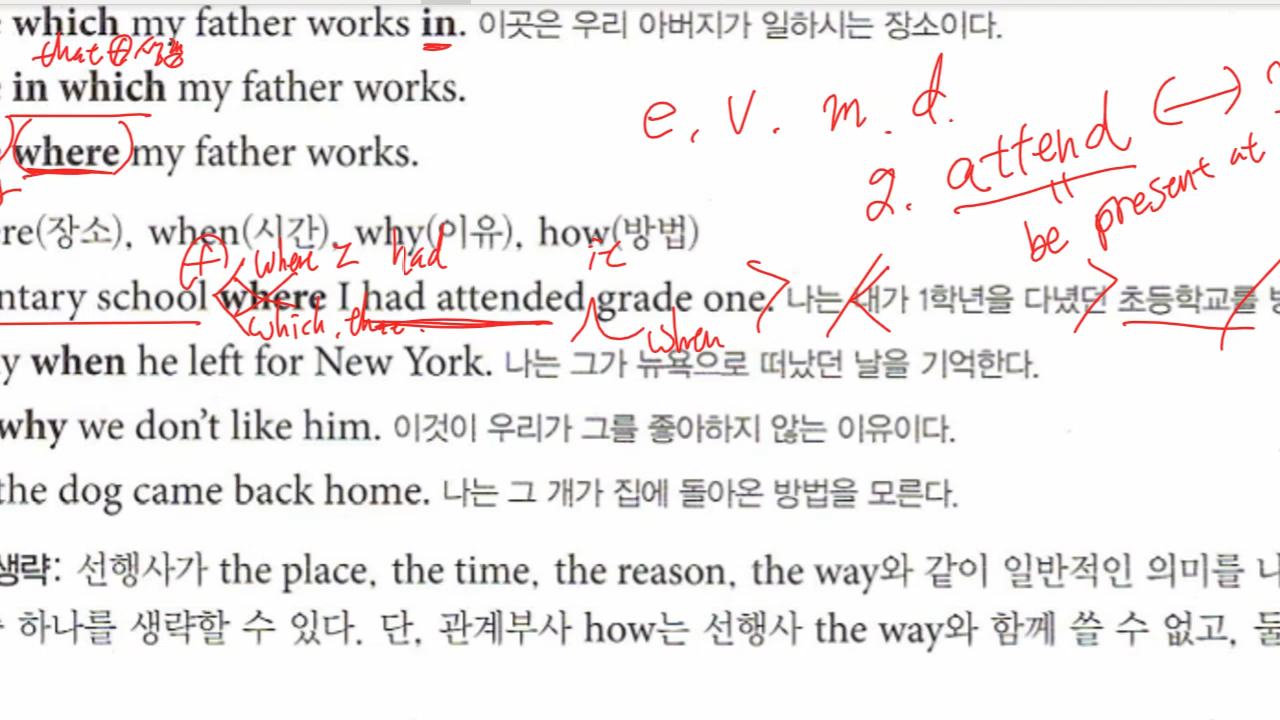 which my father works in. 이곳은 우리 아버지가 일하시는 장소이다.
that
in which my father works.
e. v. m. d.
2. attend
be present at
where my father works.
re(장소), when(시간), why(이유), how(방법)
where I had it
ntary school where I had attended grade one. 나는 내가 1학년을 다녔던 초등학교를
which. that.
when
y when he left for New York. 나는 그가 뉴욕으로 떠났던 날을 기억한다.
why we don't like him. 이것이 우리가 그를 좋아하지 않는 이유이다.
the dog came back home. 나는 그 개가 집에 돌아온 방법을 모른다.
생략: 선행사가 the place, the time, the reason, the way와 같이 일반적인 의미를 나
하나를 생략할 수 있다. 단, 관계부사 how는 선행사 the way와 함께 쓸 수 없고, 둘